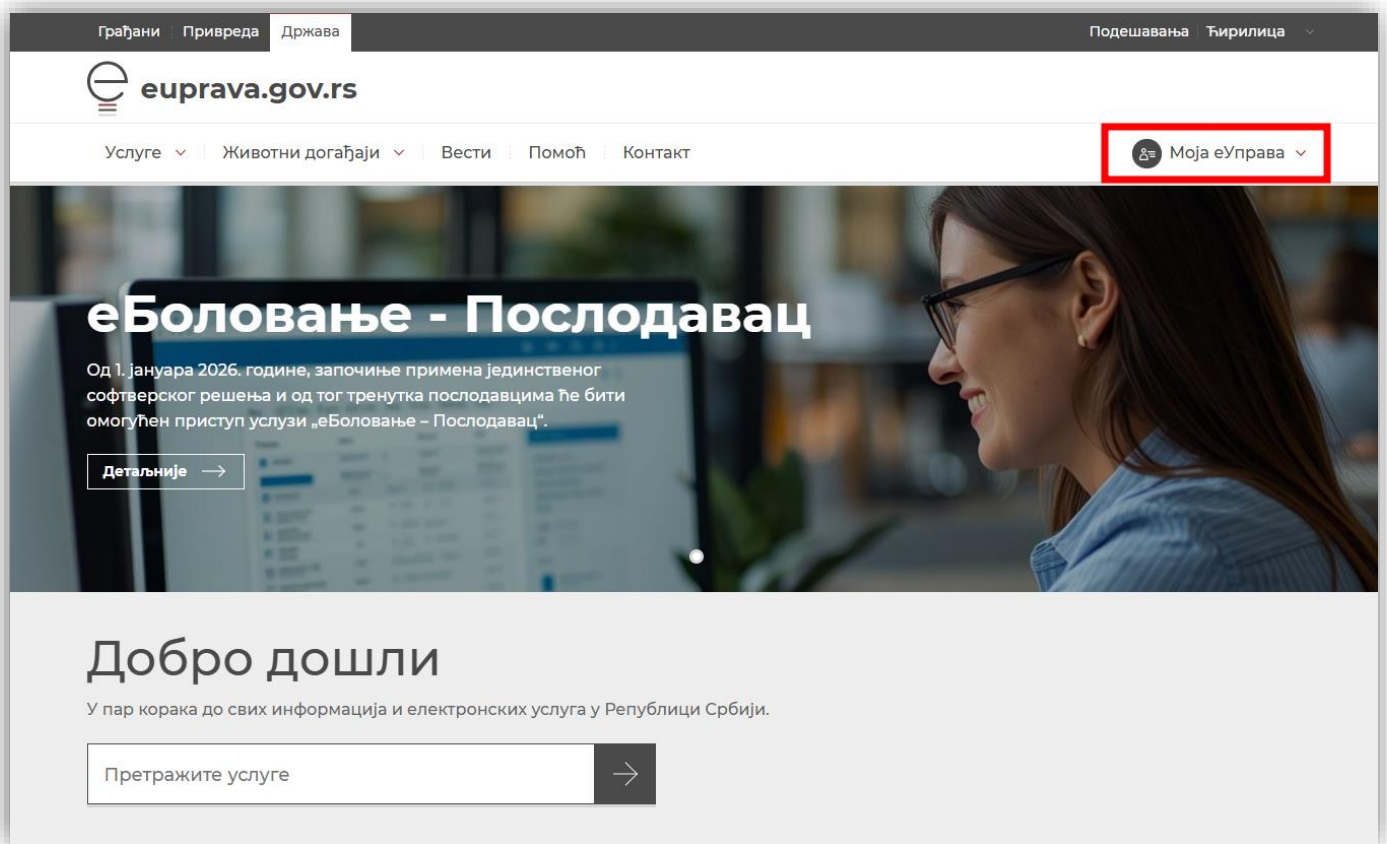 Грађани Привреда Држава Подешавања Ћирилица
euprava.gov.rs
Услуге Животни догађаји Вести Помоћ Контакт Моја еУправа
еБоловање - Послодавац
Од 1. јануара 2026. године, започиње примена јединственог
софтверског решења и од тог тренутка послодавцима ће бити
омогућен приступ услузи „еБоловање – Послодавац“.
Детаљније
Добро дошли
У пар корака до свих информација и електронских услуга у Републици Србији.
Претражите услуге